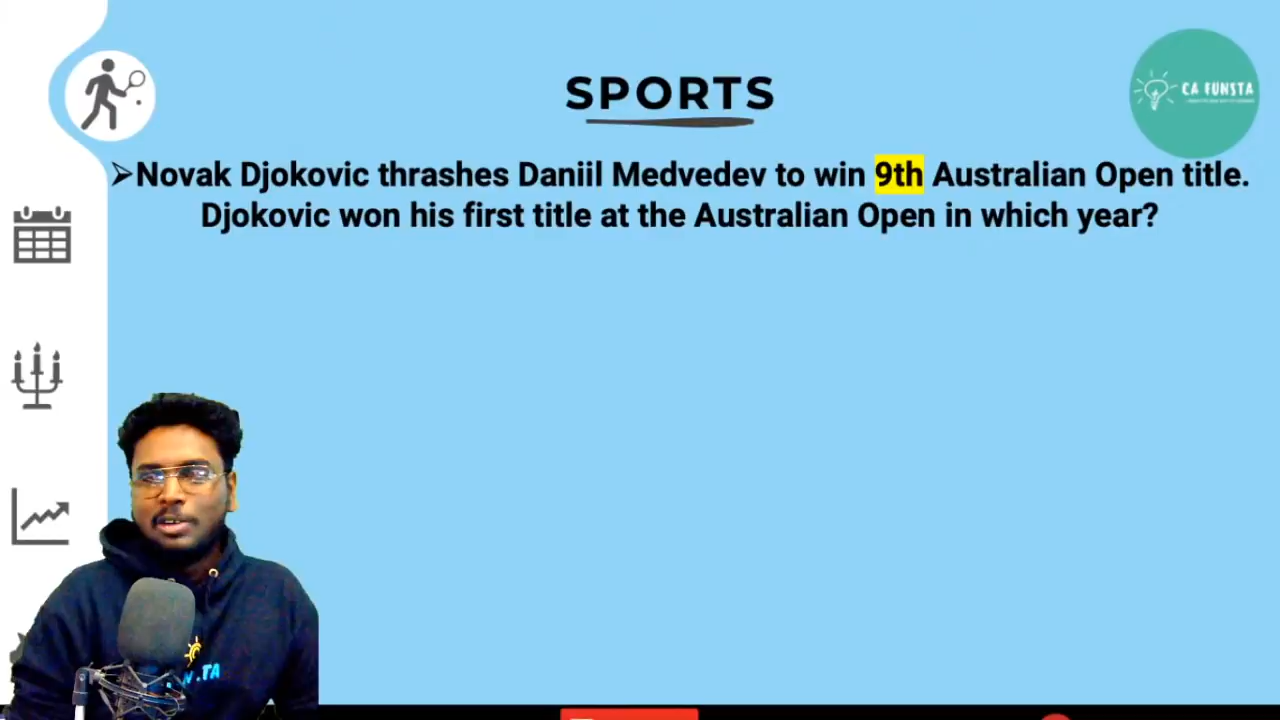 SPORTS
CA FUNSTA
➢Novak Djokovic thrashes Daniil Medvedev to win 9th Australian Open title.
Djokovic won his first title at the Australian Open in which year?